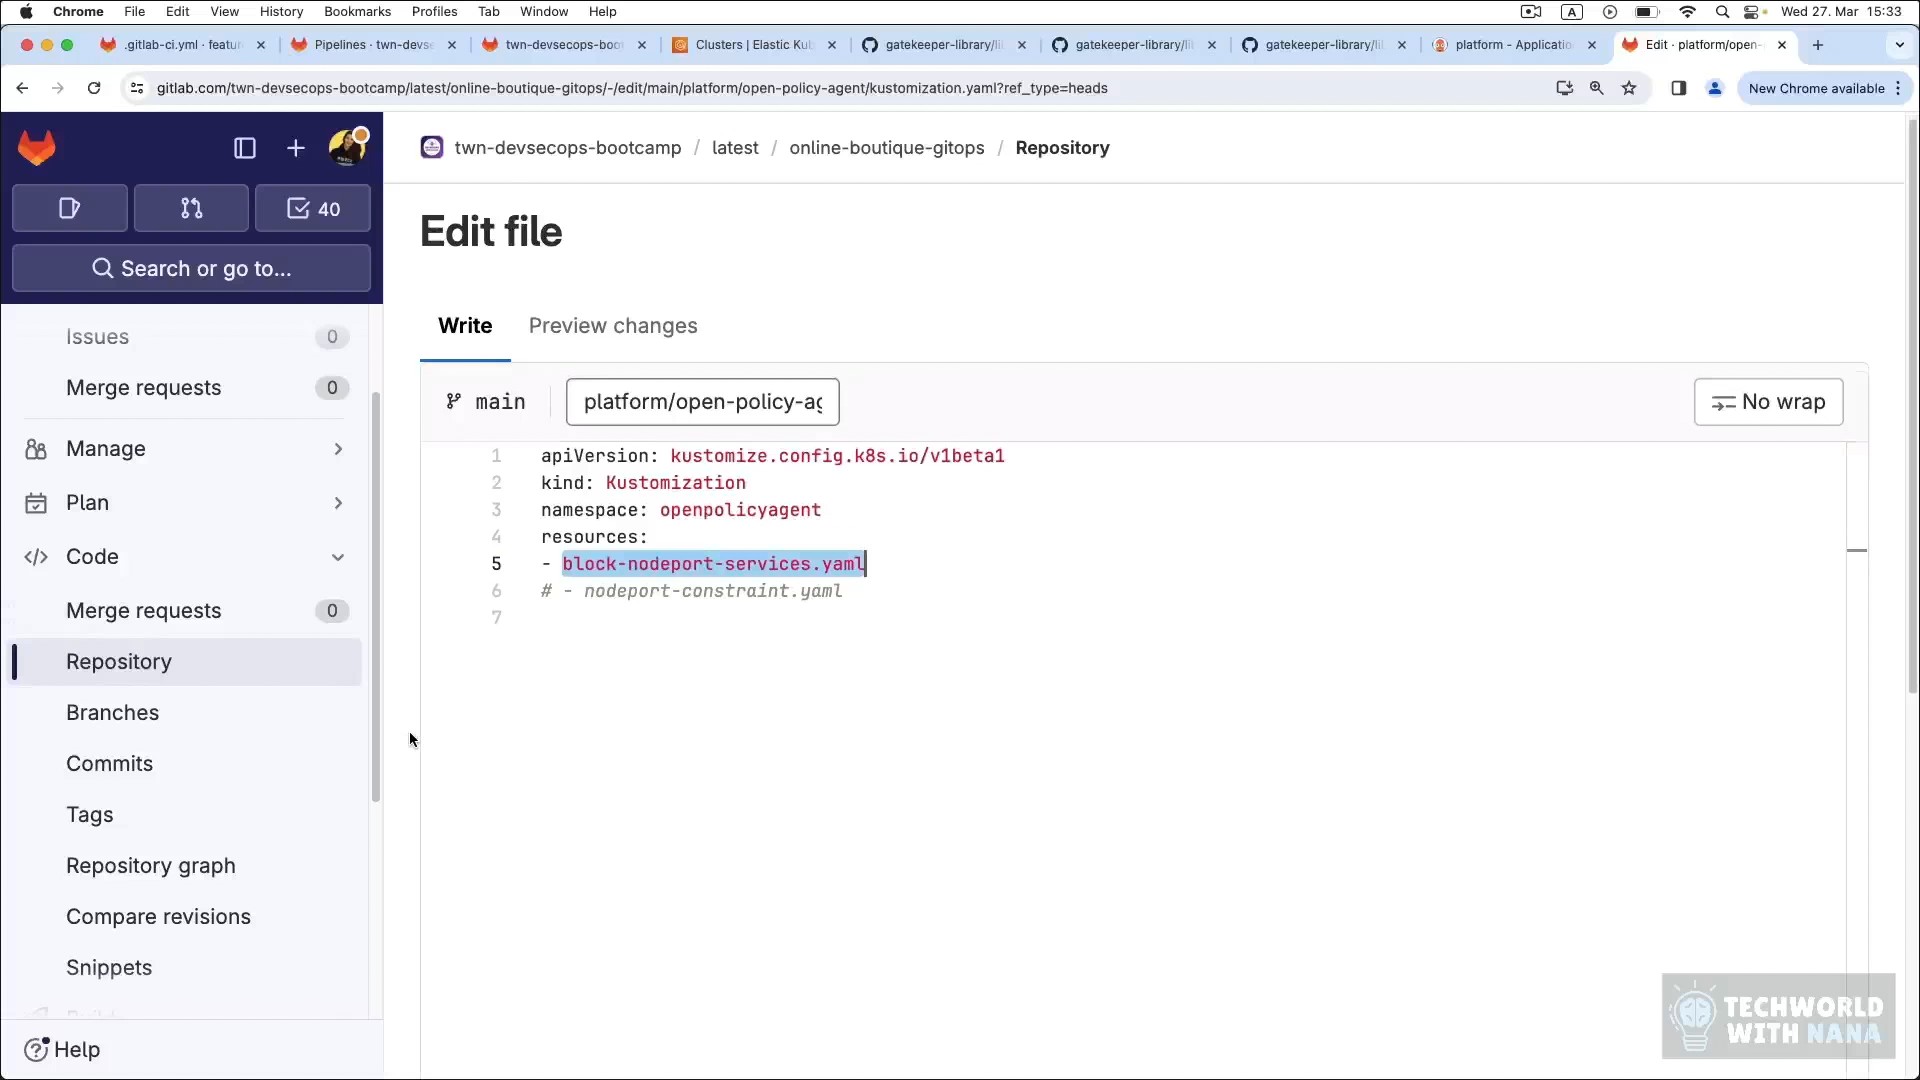 Chrome File Edit View History Bookmarks Profiles Tab Window Help A Wed 27. Mar 15:33
.gitlab-ci.yml · featur Pipelines · twn-devse twn-devsecops-boo Clusters | Elastic Ku gatekeeper-library/li gatekeeper-library/li gatekeeper-library/li platform - Applicatio Edit · platform/open-
gitlab.com/twn-devsecops-bootcamp/latest/online-boutique-gitops/-/edit/main/platform/open-policy-agent/kustomization.yaml?ref_type=heads New Chrome available
twn-devsecops-bootcamp / latest / online-boutique-gitops / Repository
40
Search or go to...
Issues 0
Merge requests 0
Manage
Plan
Code
Merge requests 0
Repository
Branches
Commits
Tags
Repository graph
Compare revisions
Snippets
Help
Edit file
Write Preview changes
main platform/open-policy-ag No wrap
1 apiVersion: kustomize.config.k8s.io/v1beta1
2 kind: Kustomization
3 namespace: openpolicyagent
4 resources:
5 - block-nodeport-services.yaml
6 # - nodeport-constraint.yaml
7
TECHWORLD
WITH NANA